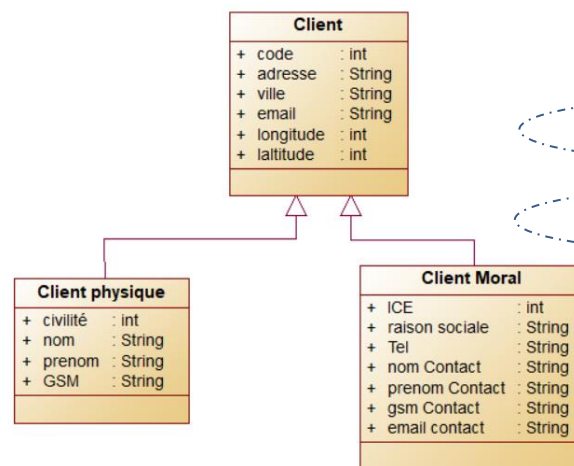 Client
+ code : int
+ adresse : String
+ ville : String
+ email : String
+ longitude : int
+ laltitude : int
Client physique
+ civilité : int
+ nom : String
+ prenom : String
+ GSM : String
Client Moral
+ ICE : int
+ raison sociale : String
+ Tel : String
+ nom Contact : String
+ prenom Contact : String
+ gsm Contact : String
+ email contact : String